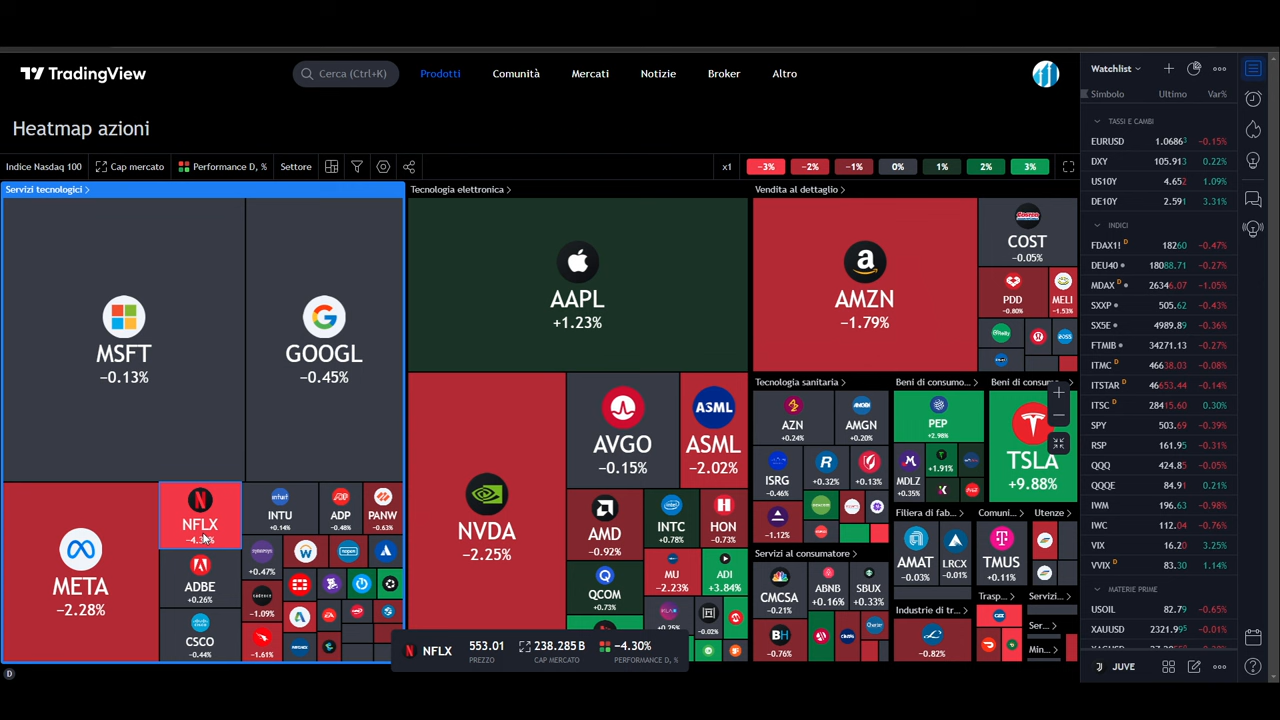 TradingView
Cerca (Ctrl+K)
Prodotti
Comunità
Mercati
Notizie
Broker
Altro
Heatmap azioni
Indice Nasdaq 100
Cap mercato
Performance D, %
Settore
x1
−3%
−2%
−1%
0%
1%
2%
3%
Servizi tecnologici
MSFT
−0.13%
GOOGL
−0.45%
META
−2.28%
NFLX
ADBE
+0.26%
CSCO
−0.44%
INTU
+0.14%
ADP
−0.48%
PANW
−0.63%
+0.47%
−1.09%
−1.61%
Tecnologia elettronica
AAPL
+1.23%
NVDA
−2.25%
AVGO
−0.15%
ASML
ASML
−2.02%
AMD
−0.92%
INTC
+0.78%
HON
−0.23%
QCOM
+0.73%
MU
−2.23%
ADI
+3.84%
+0.25%
−0.02%
NFLX
553.01
PREZZO
238.285 B
CAP MERCATO
−4.30%
PERFORMANCE D, %
Vendita al dettaglio
AMZN
−1.79%
COST
−0.05%
PDD
−0.80%
MELI
−1.53%
Tecnologia sanitaria
AZN
+0.24%
AMGN
+0.20%
ISRG
−0.46%
+0.32%
+0.13%
−1.12%
Beni di consumo...
PEP
+2.98%
MDLZ
+0.35%
+1.91%
TSLA
+9.88%
Filiera di fab...
AMAT
−0.03%
LRCX
−0.01%
Comuni...
TMUS
+0.11%
Utenze
Servizi al consumatore
CMCSA
−0.21%
ABNB
+0.16%
SBUX
+0.33%
BH
−0.76%
Industrie di tr...
−0.82%
Trasp...
Servizi...
Ser...
Min...
Watchlist
Simbolo Ultimo Var%
TASSI E CAMBI
EURUSD 1.0686³ −0.15%
DXY 105.913 0.22%
US10Y 4.652 1.09%
DE10Y 2.591 3.31%
INDICI
FDAX1! D 18260 −0.47%
DEU40 18088.71 −0.27%
MDAX D 26346.07 −1.05%
SXXP 505.62 −0.43%
SX5E 4989.89 −0.36%
FTMIB 34271.13 −0.27%
ITMC D 46638.03 −0.08%
ITSTAR D 46653.44 −0.14%
ITSC D 28415.60 0.30%
SPY 503.69 −0.39%
RSP 161.95 −0.31%
QQQ 424.85 −0.05%
QQQE 84.91 0.21%
IWM 196.63 −0.98%
IWC 112.04 −0.76%
VIX 16.20 3.25%
VVIX D 83.30 1.14%
MATERIE PRIME
USOIL 82.79 −0.65%
XAUUSD 2321.995 −0.01%
JUVE
D